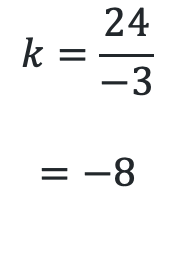 k = 24/−3
= −8